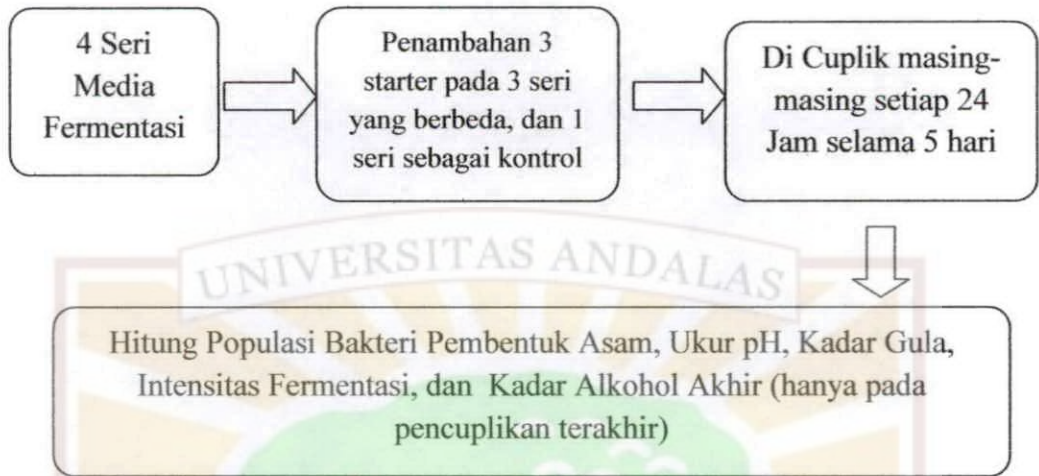 4 Seri
Media
Fermentasi
Penambahan 3
starter pada 3 seri
yang berbeda, dan 1
seri sebagai kontrol
Di Cuplik masing-
masing setiap 24
Jam selama 5 hari
UNIVERSITAS ANDALAS
Hitung Populasi Bakteri Pembentuk Asam, Ukur pH, Kadar Gula,
Intensitas Fermentasi, dan Kadar Alkohol Akhir (hanya pada
pencuplikan terakhir)